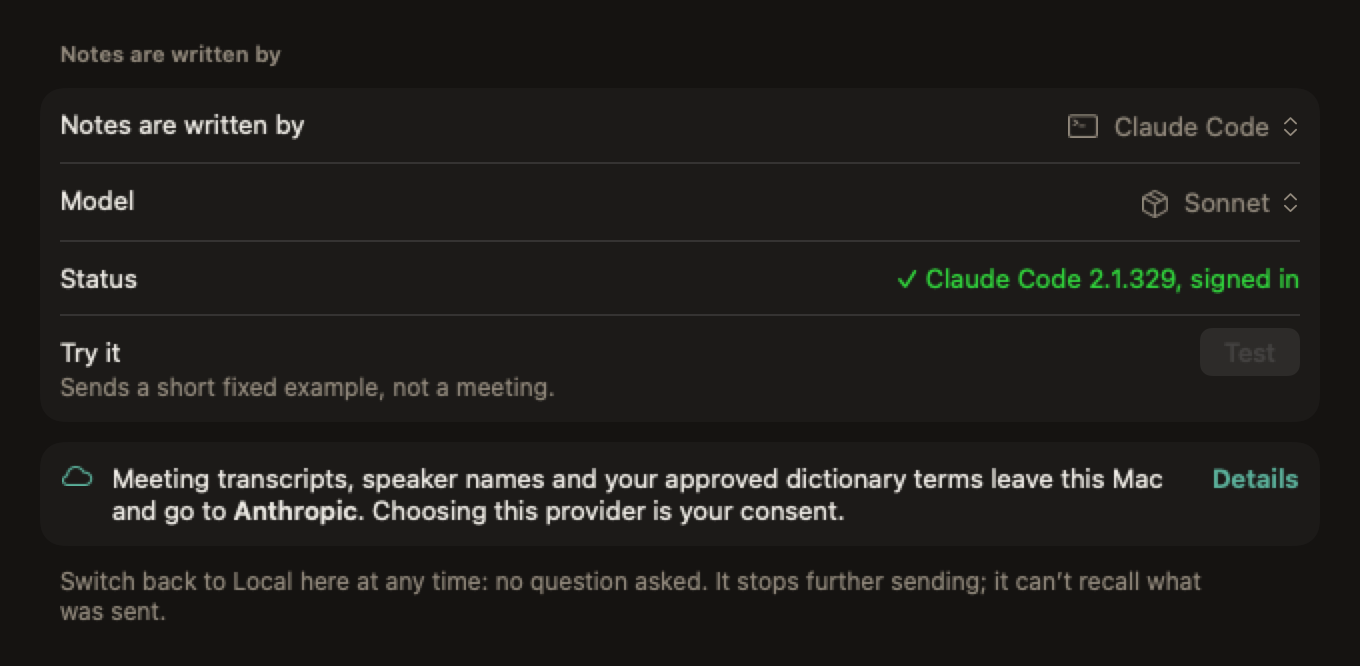 Notes are written by
Notes are written by
Claude Code
Model
Sonnet
Status
✓ Claude Code 2.1.329, signed in
Try it
Test
Sends a short fixed example, not a meeting.
Meeting transcripts, speaker names and your approved dictionary terms leave this Mac
Details
and go to Anthropic. Choosing this provider is your consent.
Switch back to Local here at any time: no question asked. It stops further sending; it can’t recall what
was sent.